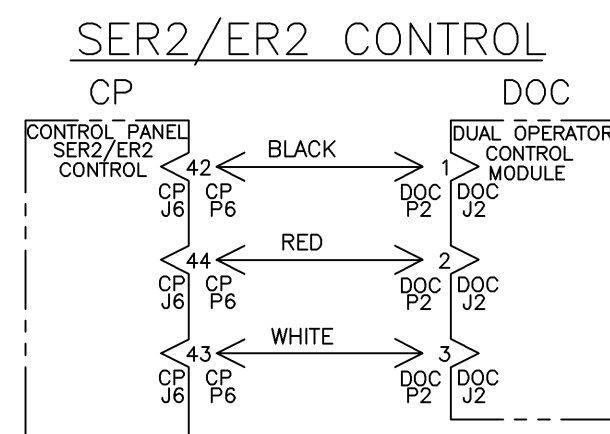 SER2/ER2 CONTROL
CP
DOC
CONTROL PANEL
SER2/ER2
CONTROL
DUAL OPERATOR
CONTROL
MODULE
42
BLACK
1
CP
J6
CP
P6
DOC
P2
DOC
J2
44
RED
2
CP
J6
CP
P6
DOC
P2
DOC
J2
43
WHITE
3
CP
J6
CP
P6
DOC
P2
DOC
J2